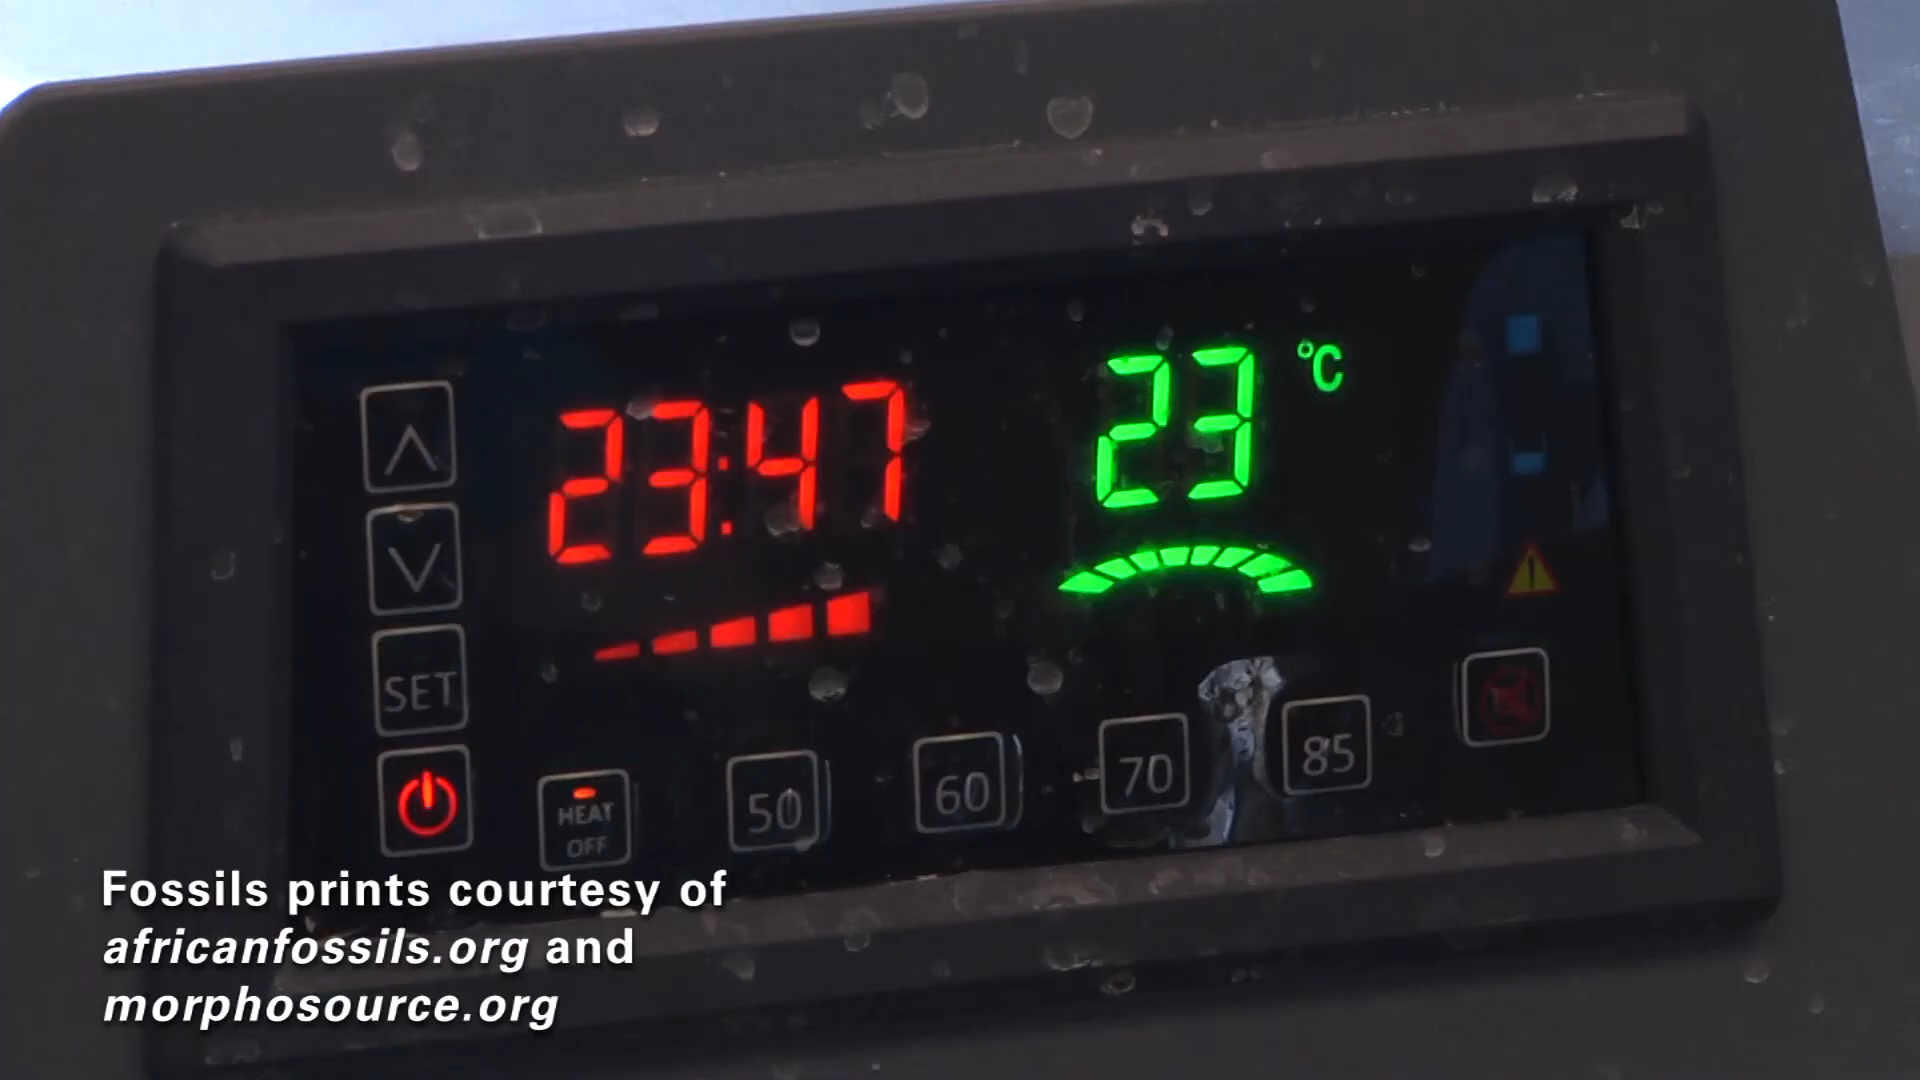 23:47
23 °C
SET
HEAT
OFF
50
60
70
85
Fossils prints courtesy of
africanfossils.org and
morphosource.org